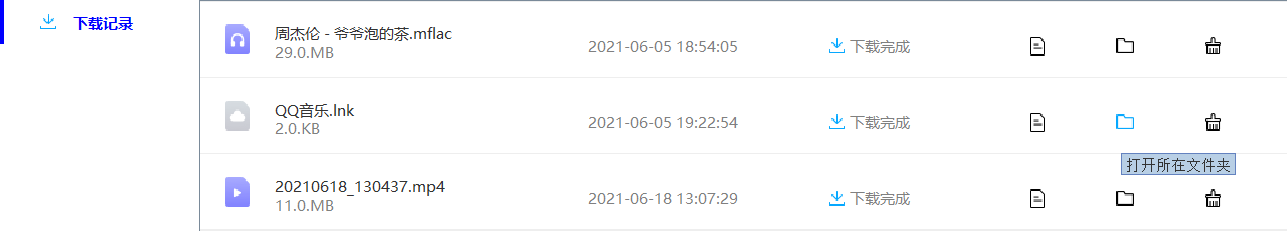 下载记录
周杰伦 - 爷爷泡的茶.mflac
29.0.MB
2021-06-05 18:54:05
下载完成
QQ音乐.lnk
2.0.KB
2021-06-05 19:22:54
下载完成
打开所在文件夹
20210618_130437.mp4
11.0.MB
2021-06-18 13:07:29
下载完成